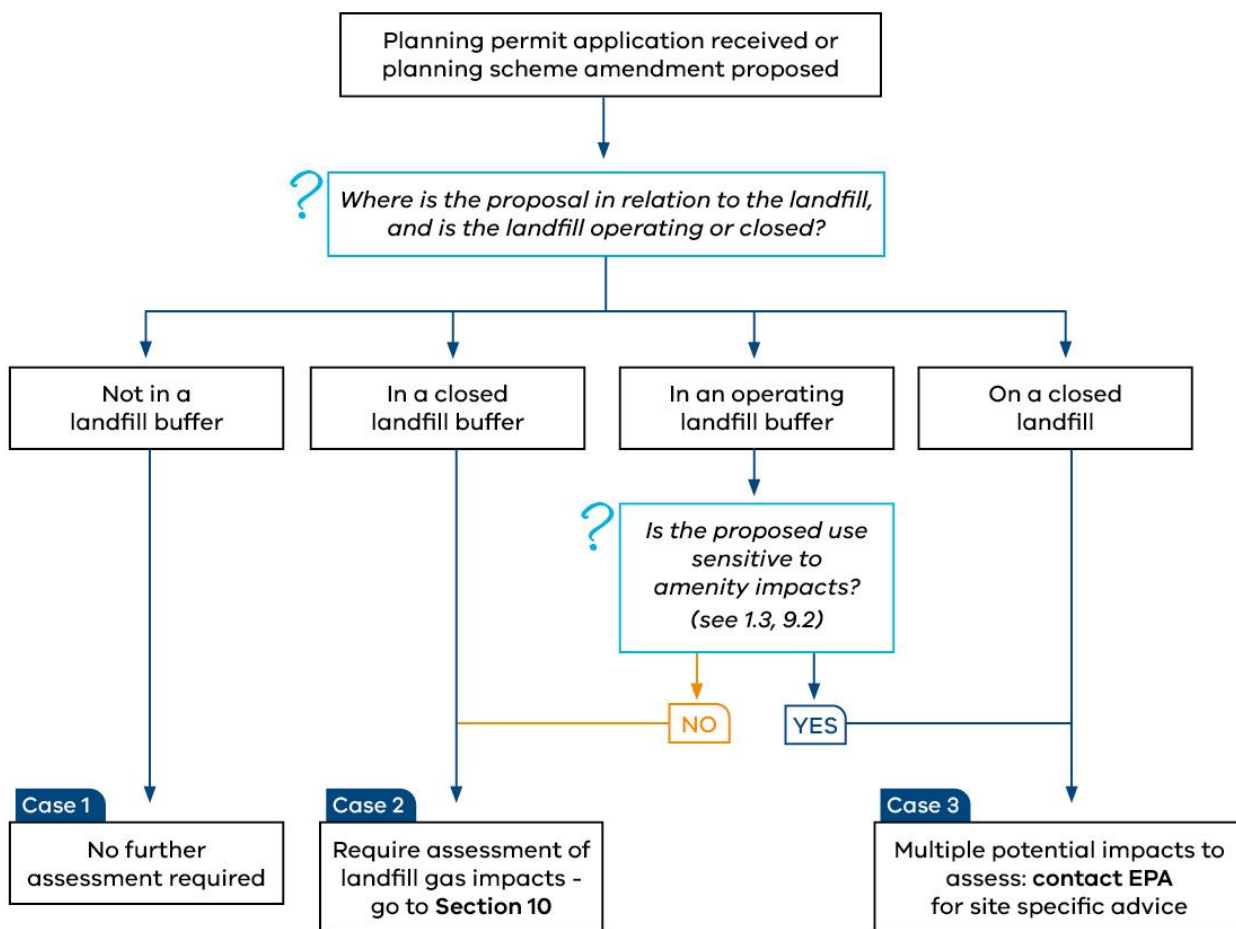 Planning permit application received or
planning scheme amendment proposed
?
Where is the proposal in relation to the landfill,
and is the landfill operating or closed?
Not in a
landfill buffer
In a closed
landfill buffer
In an operating
landfill buffer
On a closed
landfill
?
Is the proposed use
sensitive to
amenity impacts?
(see 1.3, 9.2)
NO
YES
Case 1
No further
assessment required
Case 2
Require assessment of
landfill gas impacts -
go to Section 10
Case 3
Multiple potential impacts to
assess: contact EPA
for site specific advice